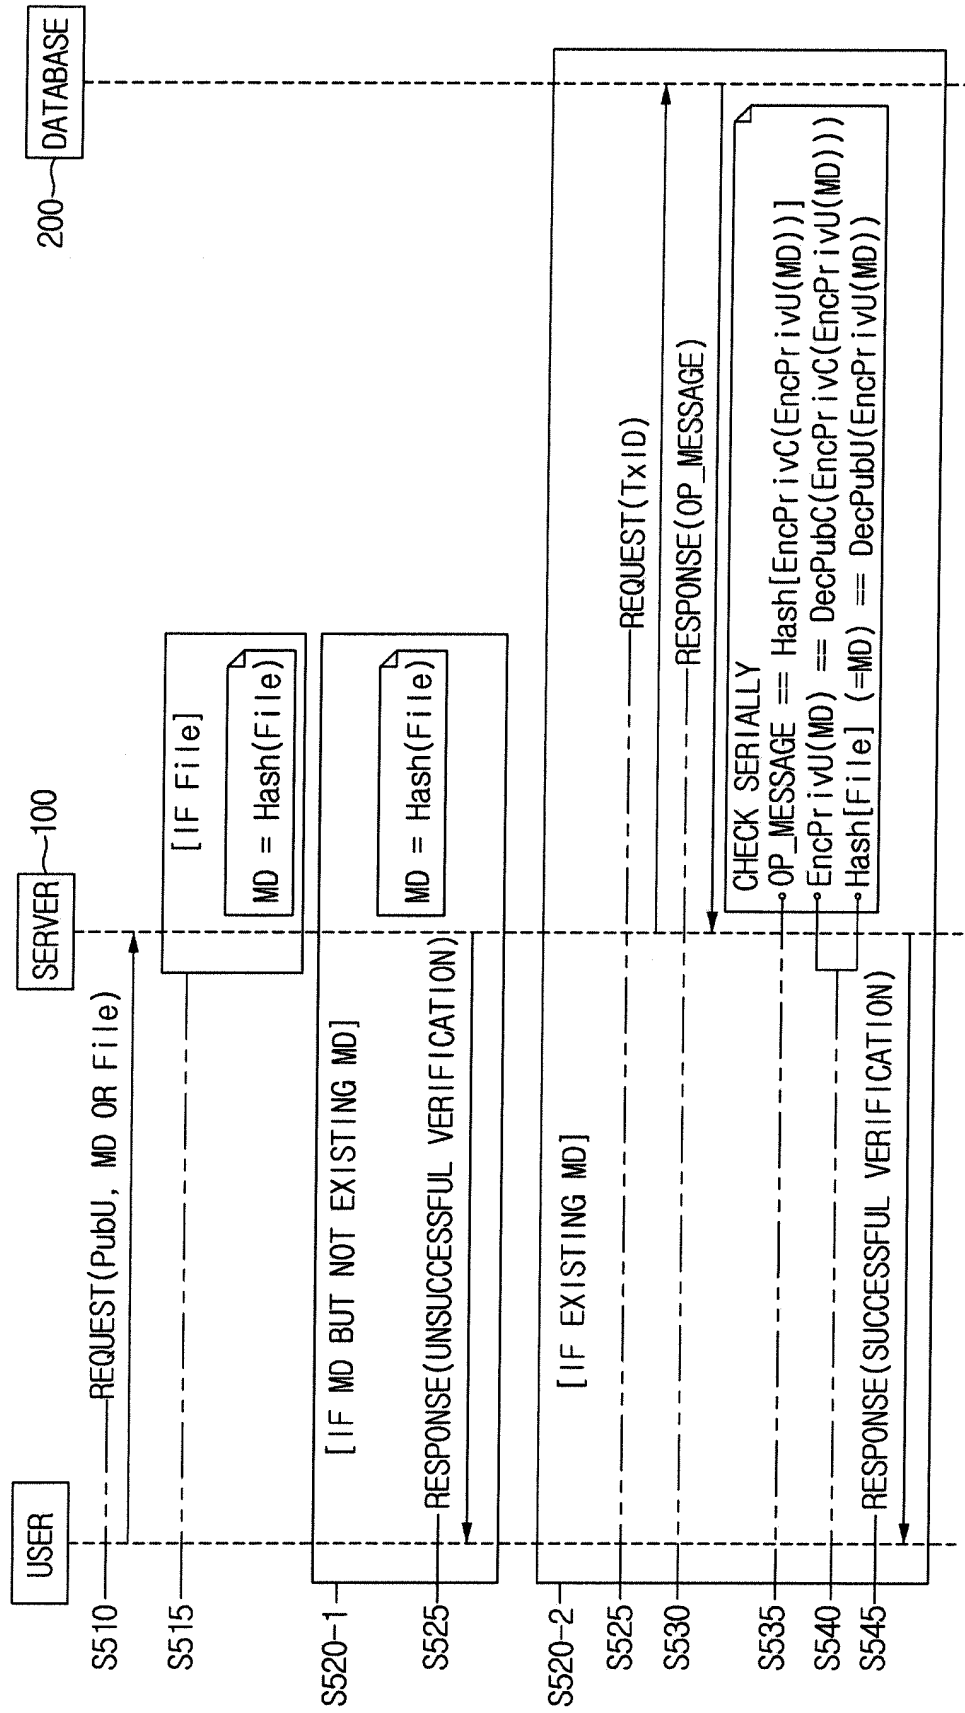 USER
SERVER
100
200
DATABASE
S510
REQUEST(PubU, MD OR File)
S515
[IF File]
MD = Hash(File)
S520-1
[IF MD BUT NOT EXISTING MD]
MD = Hash(File)
S525
RESPONSE(UNSUCCESSFUL VERIFICATION)
S520-2
[IF EXISTING MD]
S525
REQUEST(TxID)
S530
RESPONSE(OP_MESSAGE)
CHECK SERIALLY
S535
OP_MESSAGE == Hash[EncPrivC(EncPrivU(MD))]
S540
EncPrivU(MD) == DecPubC(EncPrivC(EncPrivU(MD)))
Hash[File] (=MD) == DecPubU(EncPrivU(MD))
S545
RESPONSE(SUCCESSFUL VERIFICATION)